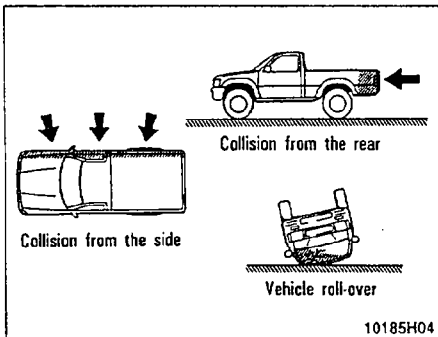 Collision from the rear
Collision from the side
Vehicle roll-over
10185H04